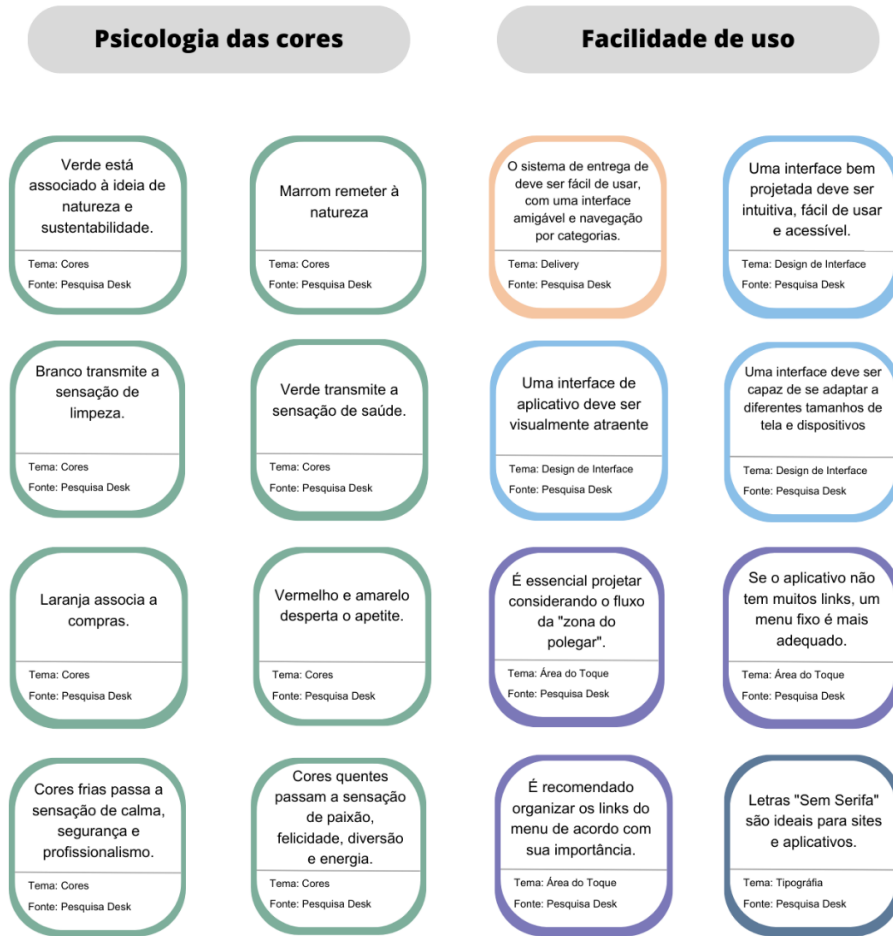 Psicologia das cores
Facilidade de uso
Verde está
associado à ideia de
natureza e
sustentabilidade.
Tema: Cores
Fonte: Pesquisa Desk
Marrom remeter à
natureza
Tema: Cores
Fonte: Pesquisa Desk
O sistema de entrega de
deve ser fácil de usar,
com uma interface
amigável e navegação
por categorias.
Tema: Delivery
Fonte: Pesquisa Desk
Uma interface bem
projetada deve ser
intuitiva, fácil de usar
e acessível.
Tema: Design de Interface
Fonte: Pesquisa Desk
Branco transmite a
sensação de
limpeza.
Tema: Cores
Fonte: Pesquisa Desk
Verde transmite a
sensação de saúde.
Tema: Cores
Fonte: Pesquisa Desk
Uma interface de
aplicativo deve ser
visualmente atraente
Tema: Design de Interface
Fonte: Pesquisa Desk
Uma interface deve ser
capaz de se adaptar a
diferentes tamanhos de
tela e dispositivos
Tema: Design de Interface
Fonte: Pesquisa Desk
Laranja associa a
compras.
Tema: Cores
Fonte: Pesquisa Desk
Vermelho e amarelo
desperta o apetite.
Tema: Cores
Fonte: Pesquisa Desk
É essencial projetar
considerando o fluxo
da "zona do
polegar".
Tema: Área do Toque
Fonte: Pesquisa Desk
Se o aplicativo não
tem muitos links, um
menu fixo é mais
adequado.
Tema: Área do Toque
Fonte: Pesquisa Desk
Cores frias passa a
sensação de calma,
segurança e
profissionalismo.
Tema: Cores
Fonte: Pesquisa Desk
Cores quentes
passam a sensação
de paixão,
felicidade, diversão
e energia.
Tema: Cores
Fonte: Pesquisa Desk
É recomendado
organizar os links do
menu de acordo com
sua importância.
Tema: Área do Toque
Fonte: Pesquisa Desk
Letras "Sem Serifa"
são ideais para sites
e aplicativos.
Tema: Tipográfia
Fonte: Pesquisa Desk